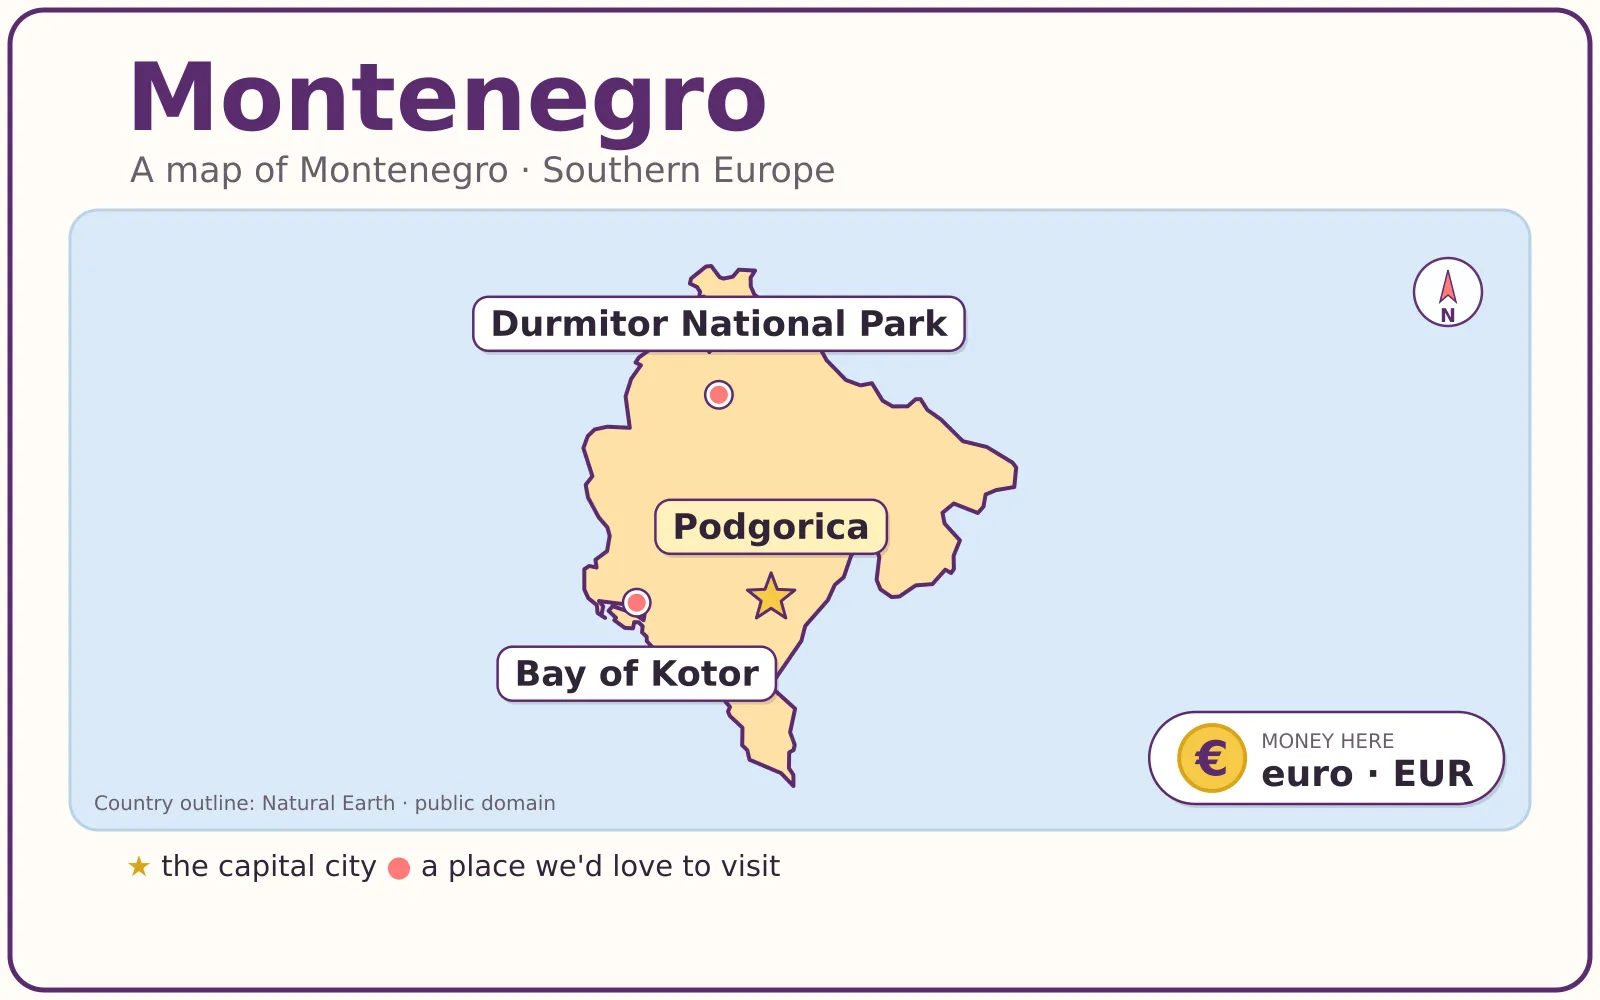 Montenegro
A map of Montenegro · Southern Europe
N
Durmitor National Park
Podgorica
Bay of Kotor
€
MONEY HERE
euro · EUR
Country outline: Natural Earth · public domain
★ the capital city ● a place we'd love to visit